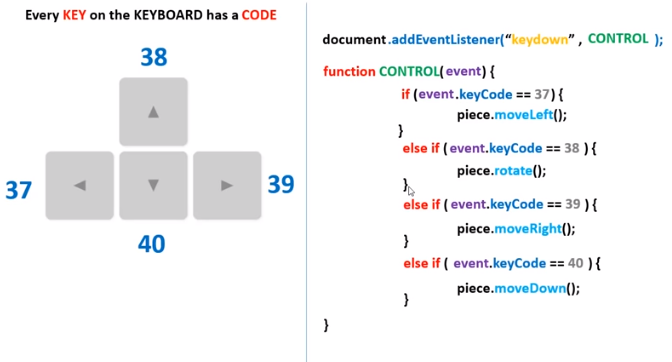 Every KEY on the KEYBOARD has a CODE
38
37
39
40
document.addEventListener(“keydown” , CONTROL );
function CONTROL(event) {
if (event.keyCode == 37) {
piece.moveLeft();
}
else if ( event.keyCode == 38 ) {
piece.rotate();
}
else if ( event.keyCode == 39 ) {
piece.moveRight();
}
else if ( event.keyCode == 40 ) {
piece.moveDown();
}
}